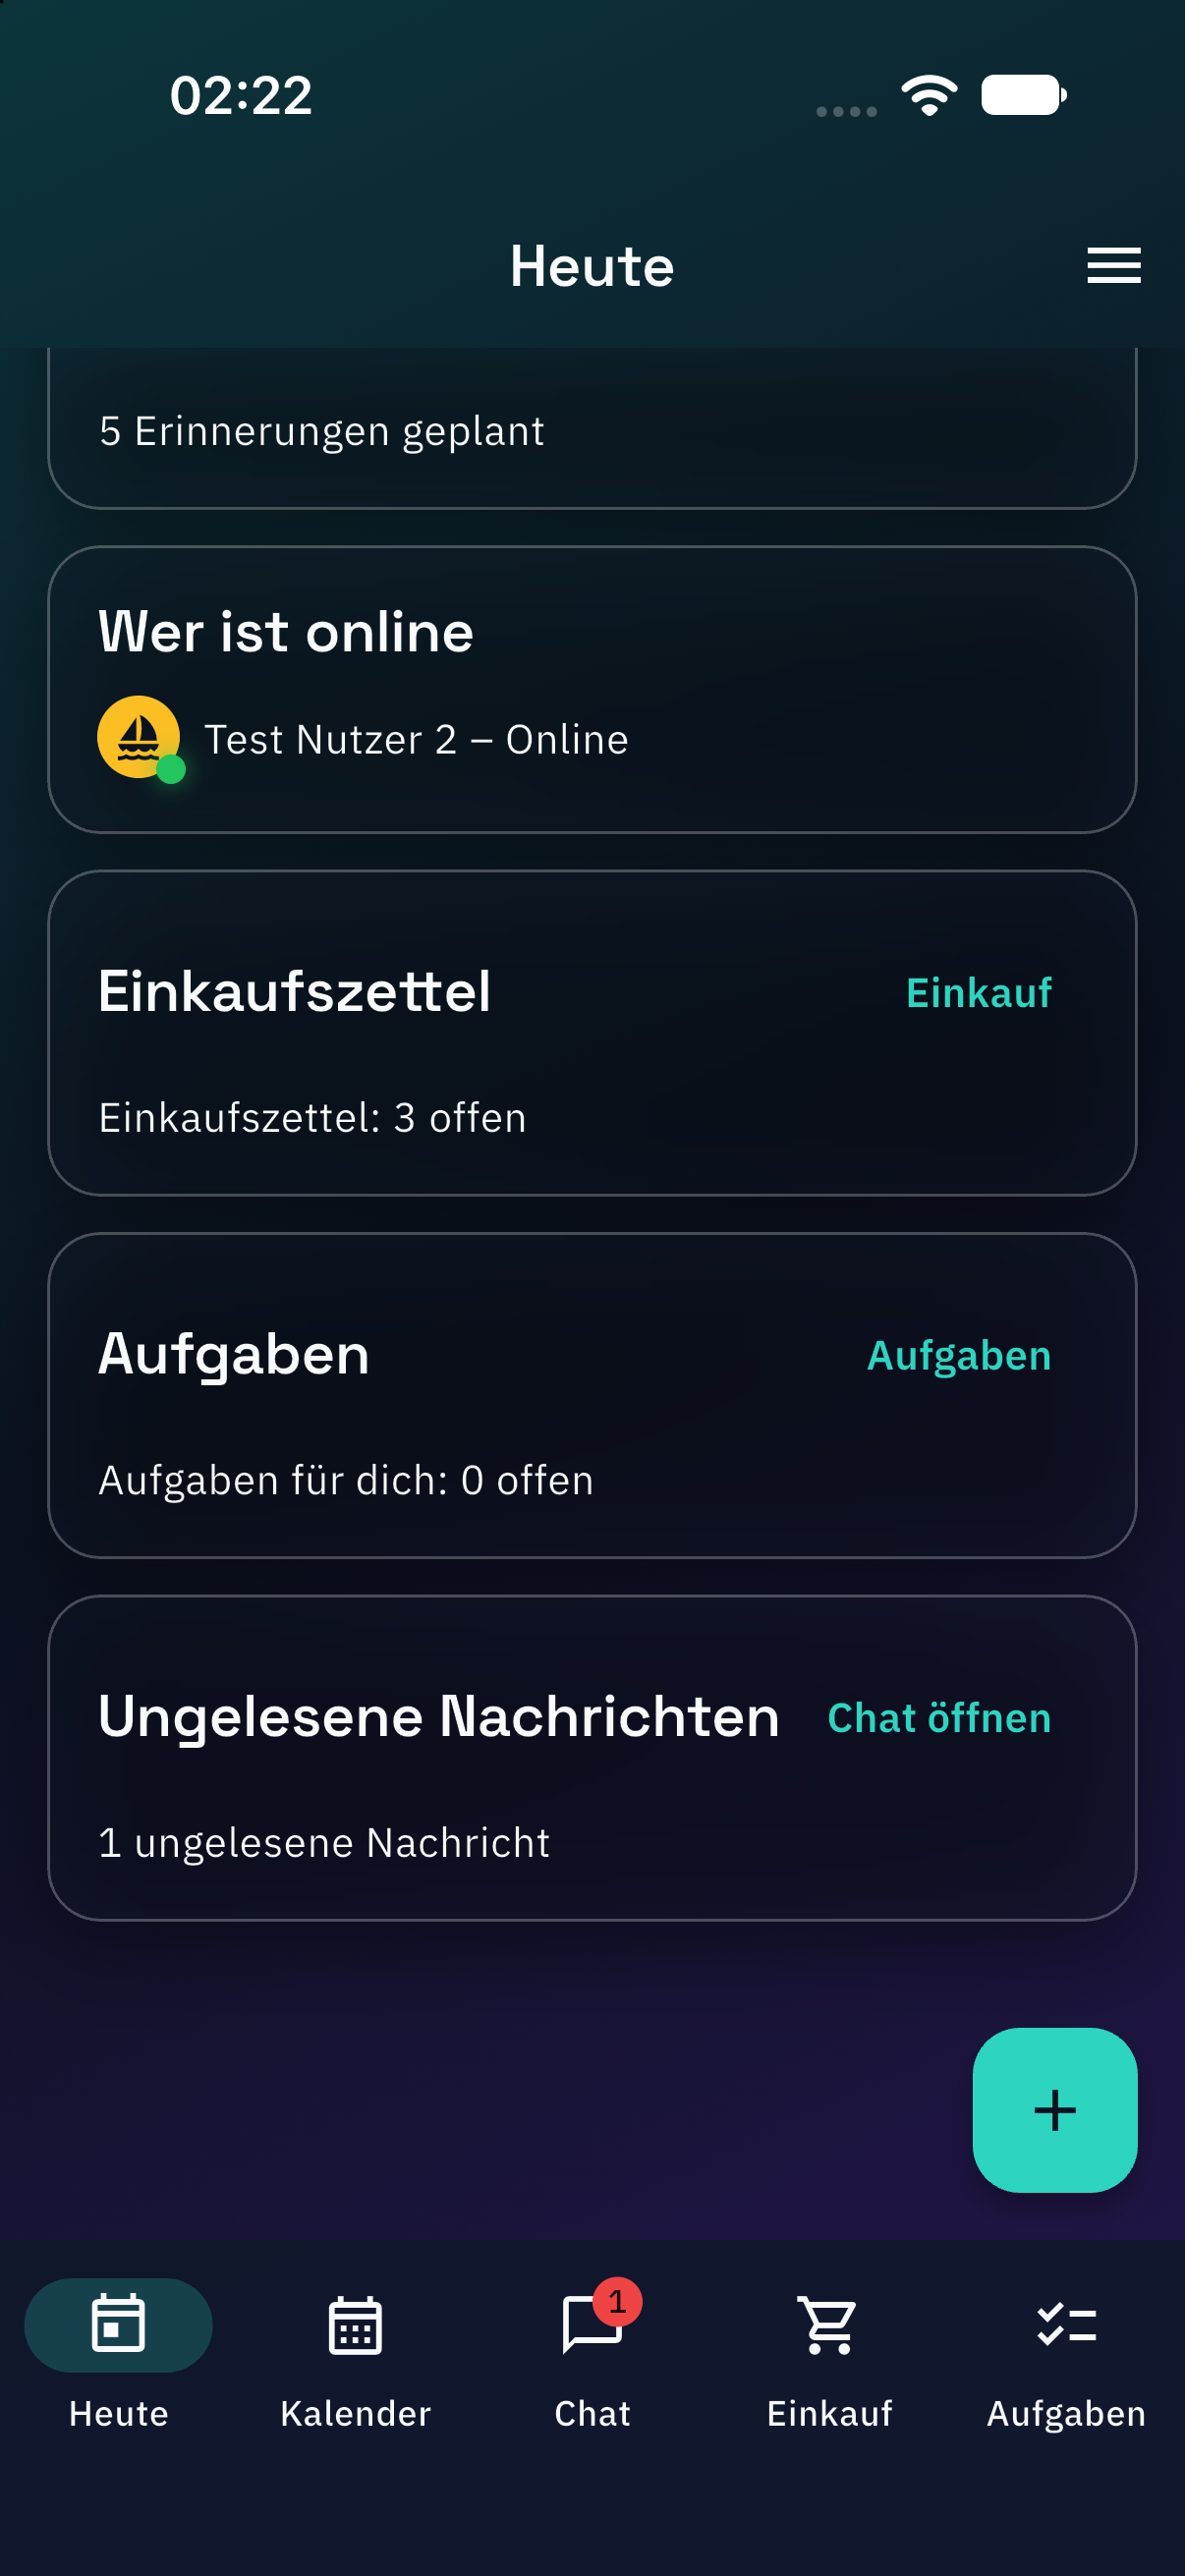 02:22
Heute
5 Erinnerungen geplant
Wer ist online
Test Nutzer 2 – Online
Einkaufszettel
Einkauf
Einkaufszettel: 3 offen
Aufgaben
Aufgaben
Aufgaben für dich: 0 offen
Ungelesene Nachrichten
Chat öffnen
1 ungelesene Nachricht
+
1
Heute
Kalender
Chat
Einkauf
Aufgaben